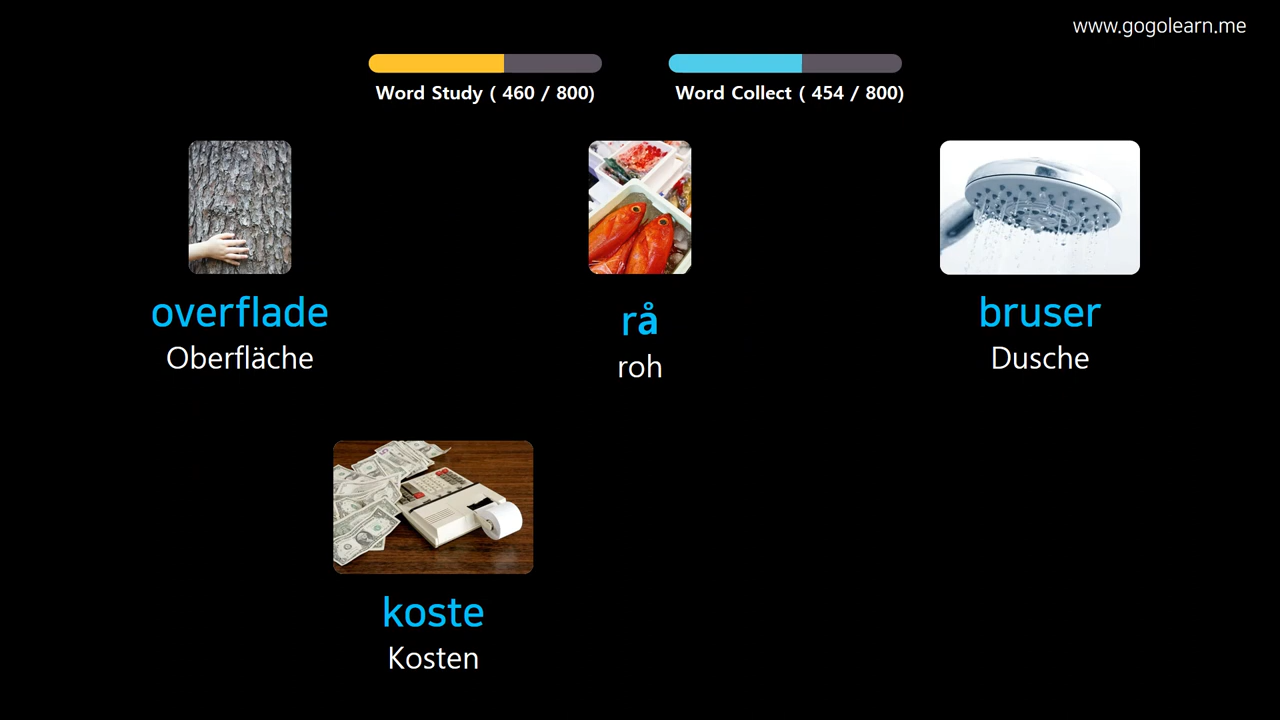 www.gogolearn.me
Word Study ( 460 / 800)
Word Collect ( 454 / 800)
overflade
Oberfläche
rå
roh
bruser
Dusche
koste
Kosten